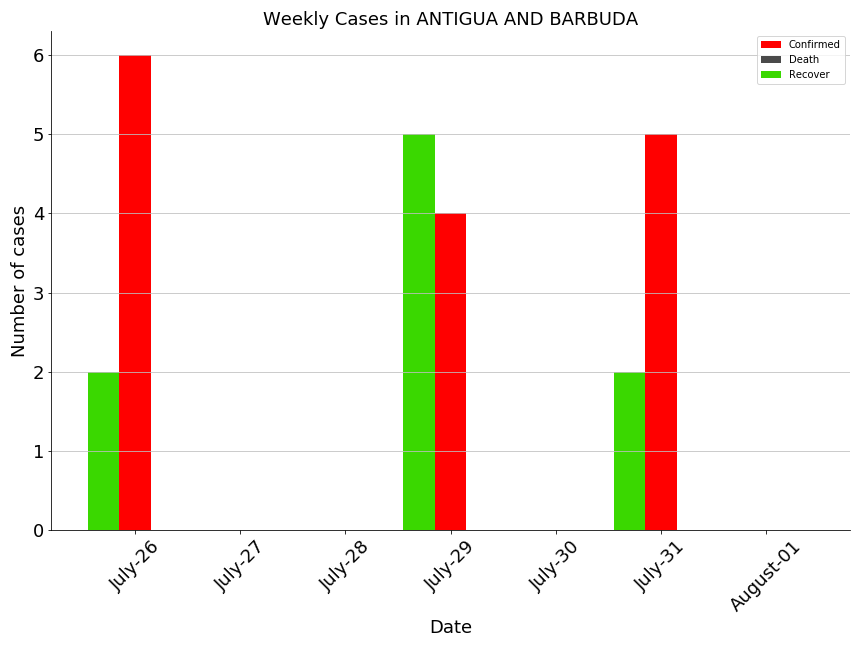 Weekly Cases in ANTIGUA AND BARBUDA
Confirmed
Death
Recover
Number of cases
6
5
4
3
2
1
0
July-26
July-27
July-28
July-29
July-30
July-31
August-01
Date